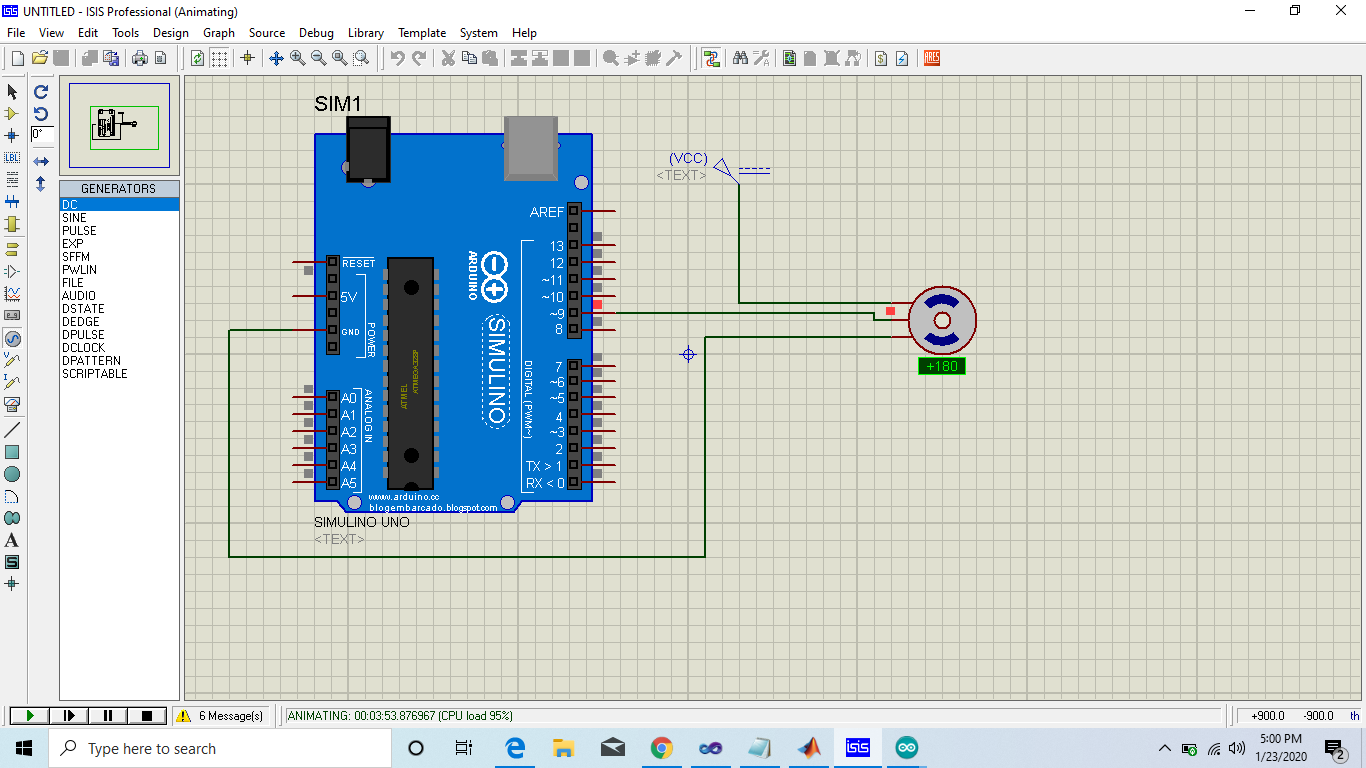 UNTITLED - ISIS Professional (Animating)
File View Edit Tools Design Graph Source Debug Library Template System Help
ARES
LBL
0°
GENERATORS
DC
SINE
PULSE
EXP
SFFM
PWLIN
FILE
AUDIO
DSTATE
DEDGE
DPULSE
DCLOCK
DPATTERN
SCRIPTABLE
A
S
SIM1
AREF
13
12
~11
~10
~9
8
7
~6
~5
4
~3
2
TX > 1
RX < 0
DIGITAL (PWM~)
ARDUINO
SIMULINO
RESET
5V
GND
POWER
A0
A1
A2
A3
A4
A5
ANALOG IN
ATMEL
ATMEGA328P
www.arduino.cc
blogembarcado.blogspot.com
SIMULINO UNO
<TEXT>
(VCC)
<TEXT>
+180
6 Message(s)
ANIMATING: 00:03:53.876967 (CPU load 95%)
+900.0 -900.0 th
Type here to search
isis
5:00 PM
1/23/2020
2